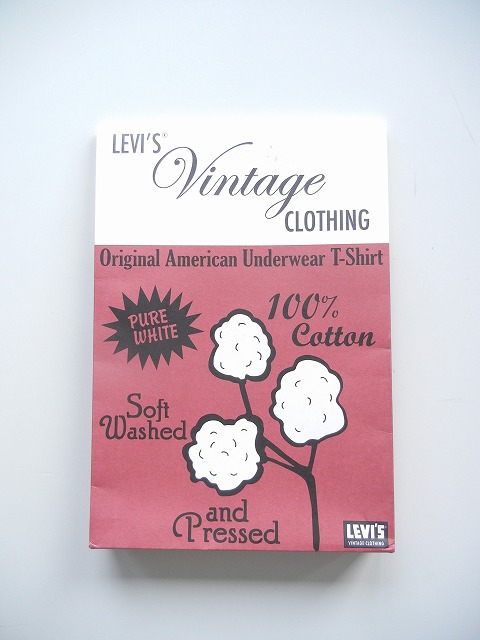 LEVI'S®
Vintage
CLOTHING
Original American Underwear T-Shirt
PURE
WHITE
100%
Cotton
Soft
Washed
and
Pressed
LEVI'S
VINTAGE CLOTHING